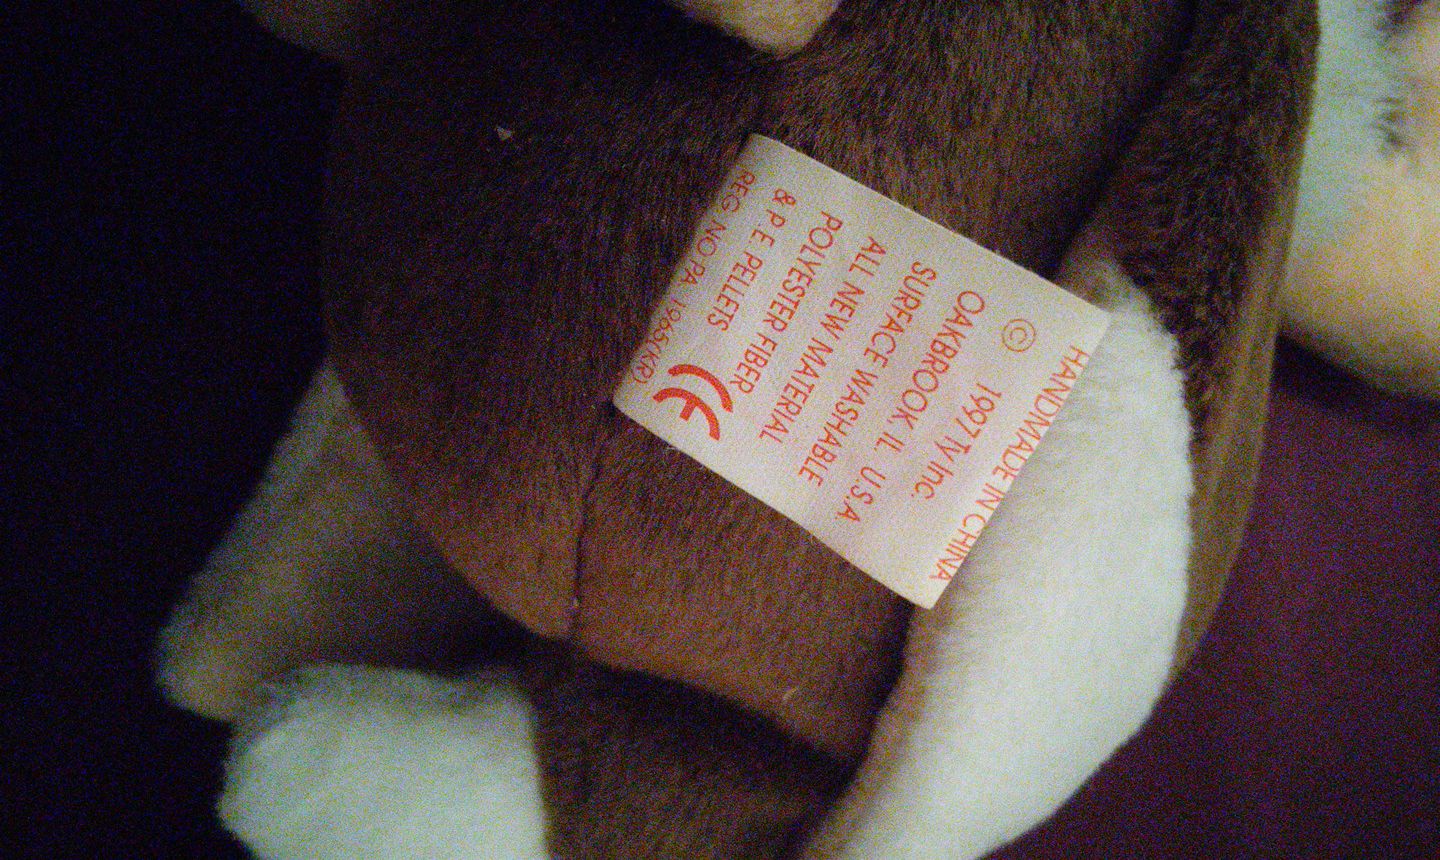 HANDMADE IN CHINA
© 1997 TY Inc.
OAKBROOK, IL. U.S.A.
SURFACE WASHABLE
ALL NEW MATERIAL
POLYESTER FIBER
& P.E. PELLETS
CE
REG. NO PA. 1965(KR)